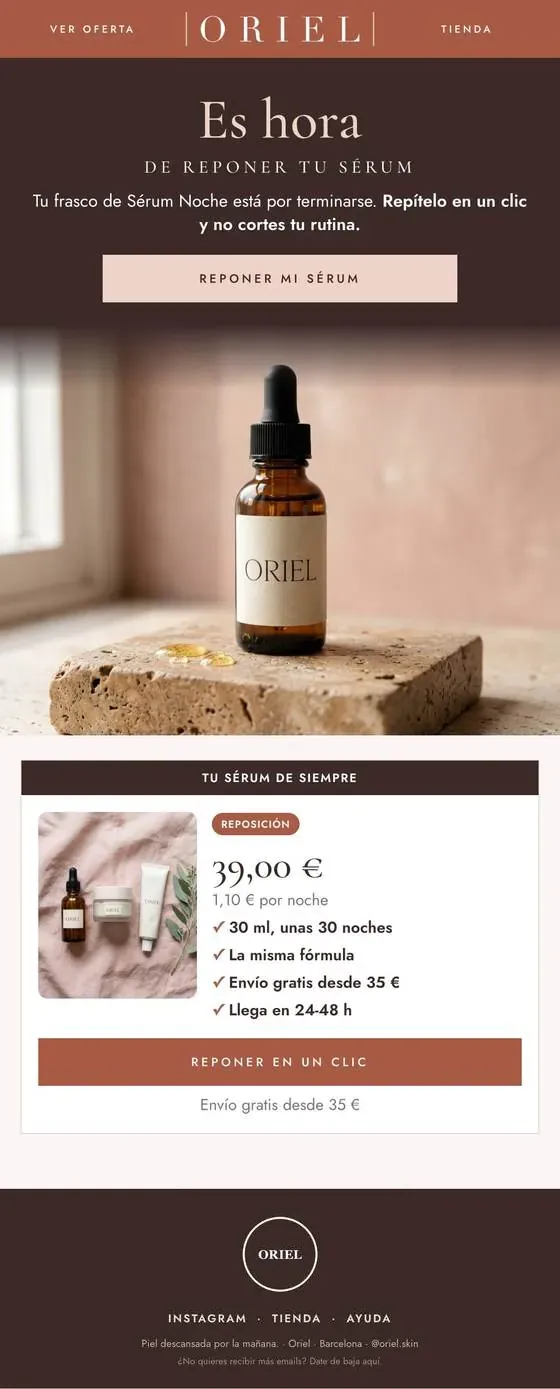 VER OFERTA
ORIEL
TIENDA
Es hora
DE REPONER TU SÉRUM
Tu frasco de Sérum Noche está por terminarse. Repítelo en un clic
y no cortes tu rutina.
REPONER MI SÉRUM
ORIEL
TU SÉRUM DE SIEMPRE
REPOSICIÓN
39,00 €
1,10 € por noche
✓ 30 ml, unas 30 noches
✓ La misma fórmula
✓ Envío gratis desde 35 €
✓ Llega en 24-48 h
ORIEL
ORIEL
ORIEL
REPONER EN UN CLIC
Envío gratis desde 35 €
ORIEL
INSTAGRAM · TIENDA · AYUDA
Piel descansada por la mañana. · Oriel · Barcelona · @oriel.skin
¿No quieres recibir más emails? Date de baja aquí.